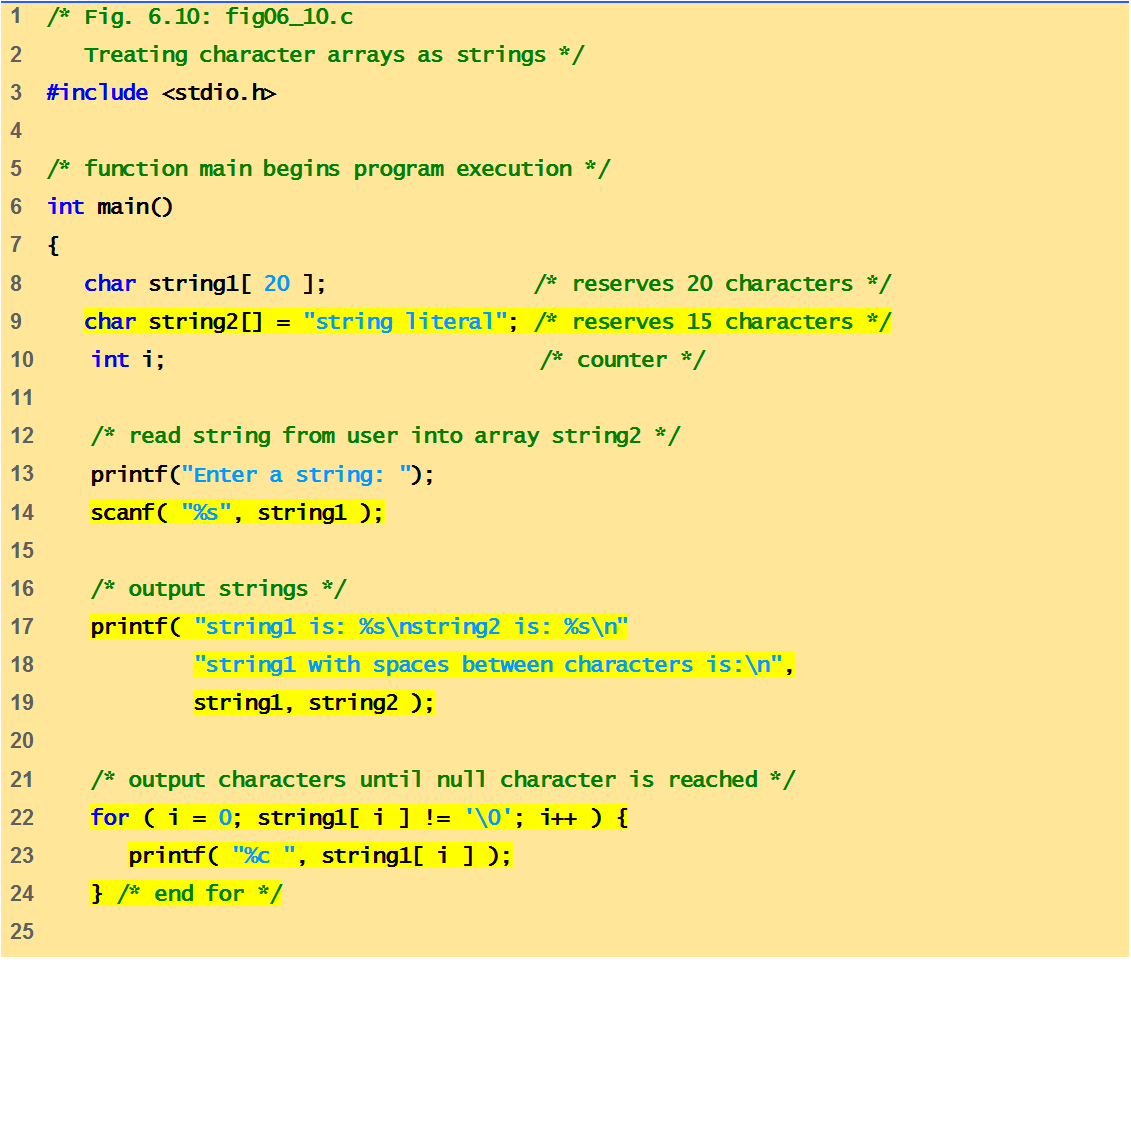 1 /* Fig. 6.10: fig06_10.c
2 Treating character arrays as strings */
3 #include <stdio.h>
4
5 /* function main begins program execution */
6 int main()
7 {
8 char string1[ 20 ]; /* reserves 20 characters */
9 char string2[] = "string literal"; /* reserves 15 characters */
10 int i; /* counter */
11
12 /* read string from user into array string2 */
13 printf("Enter a string: ");
14 scanf( "%s", string1 );
15
16 /* output strings */
17 printf( "string1 is: %s\nstring2 is: %s\n"
18 "string1 with spaces between characters is:\n",
19 string1, string2 );
20
21 /* output characters until null character is reached */
22 for ( i = 0; string1[ i ] != '\0'; i++ ) {
23 printf( "%c ", string1[ i ] );
24 } /* end for */
25